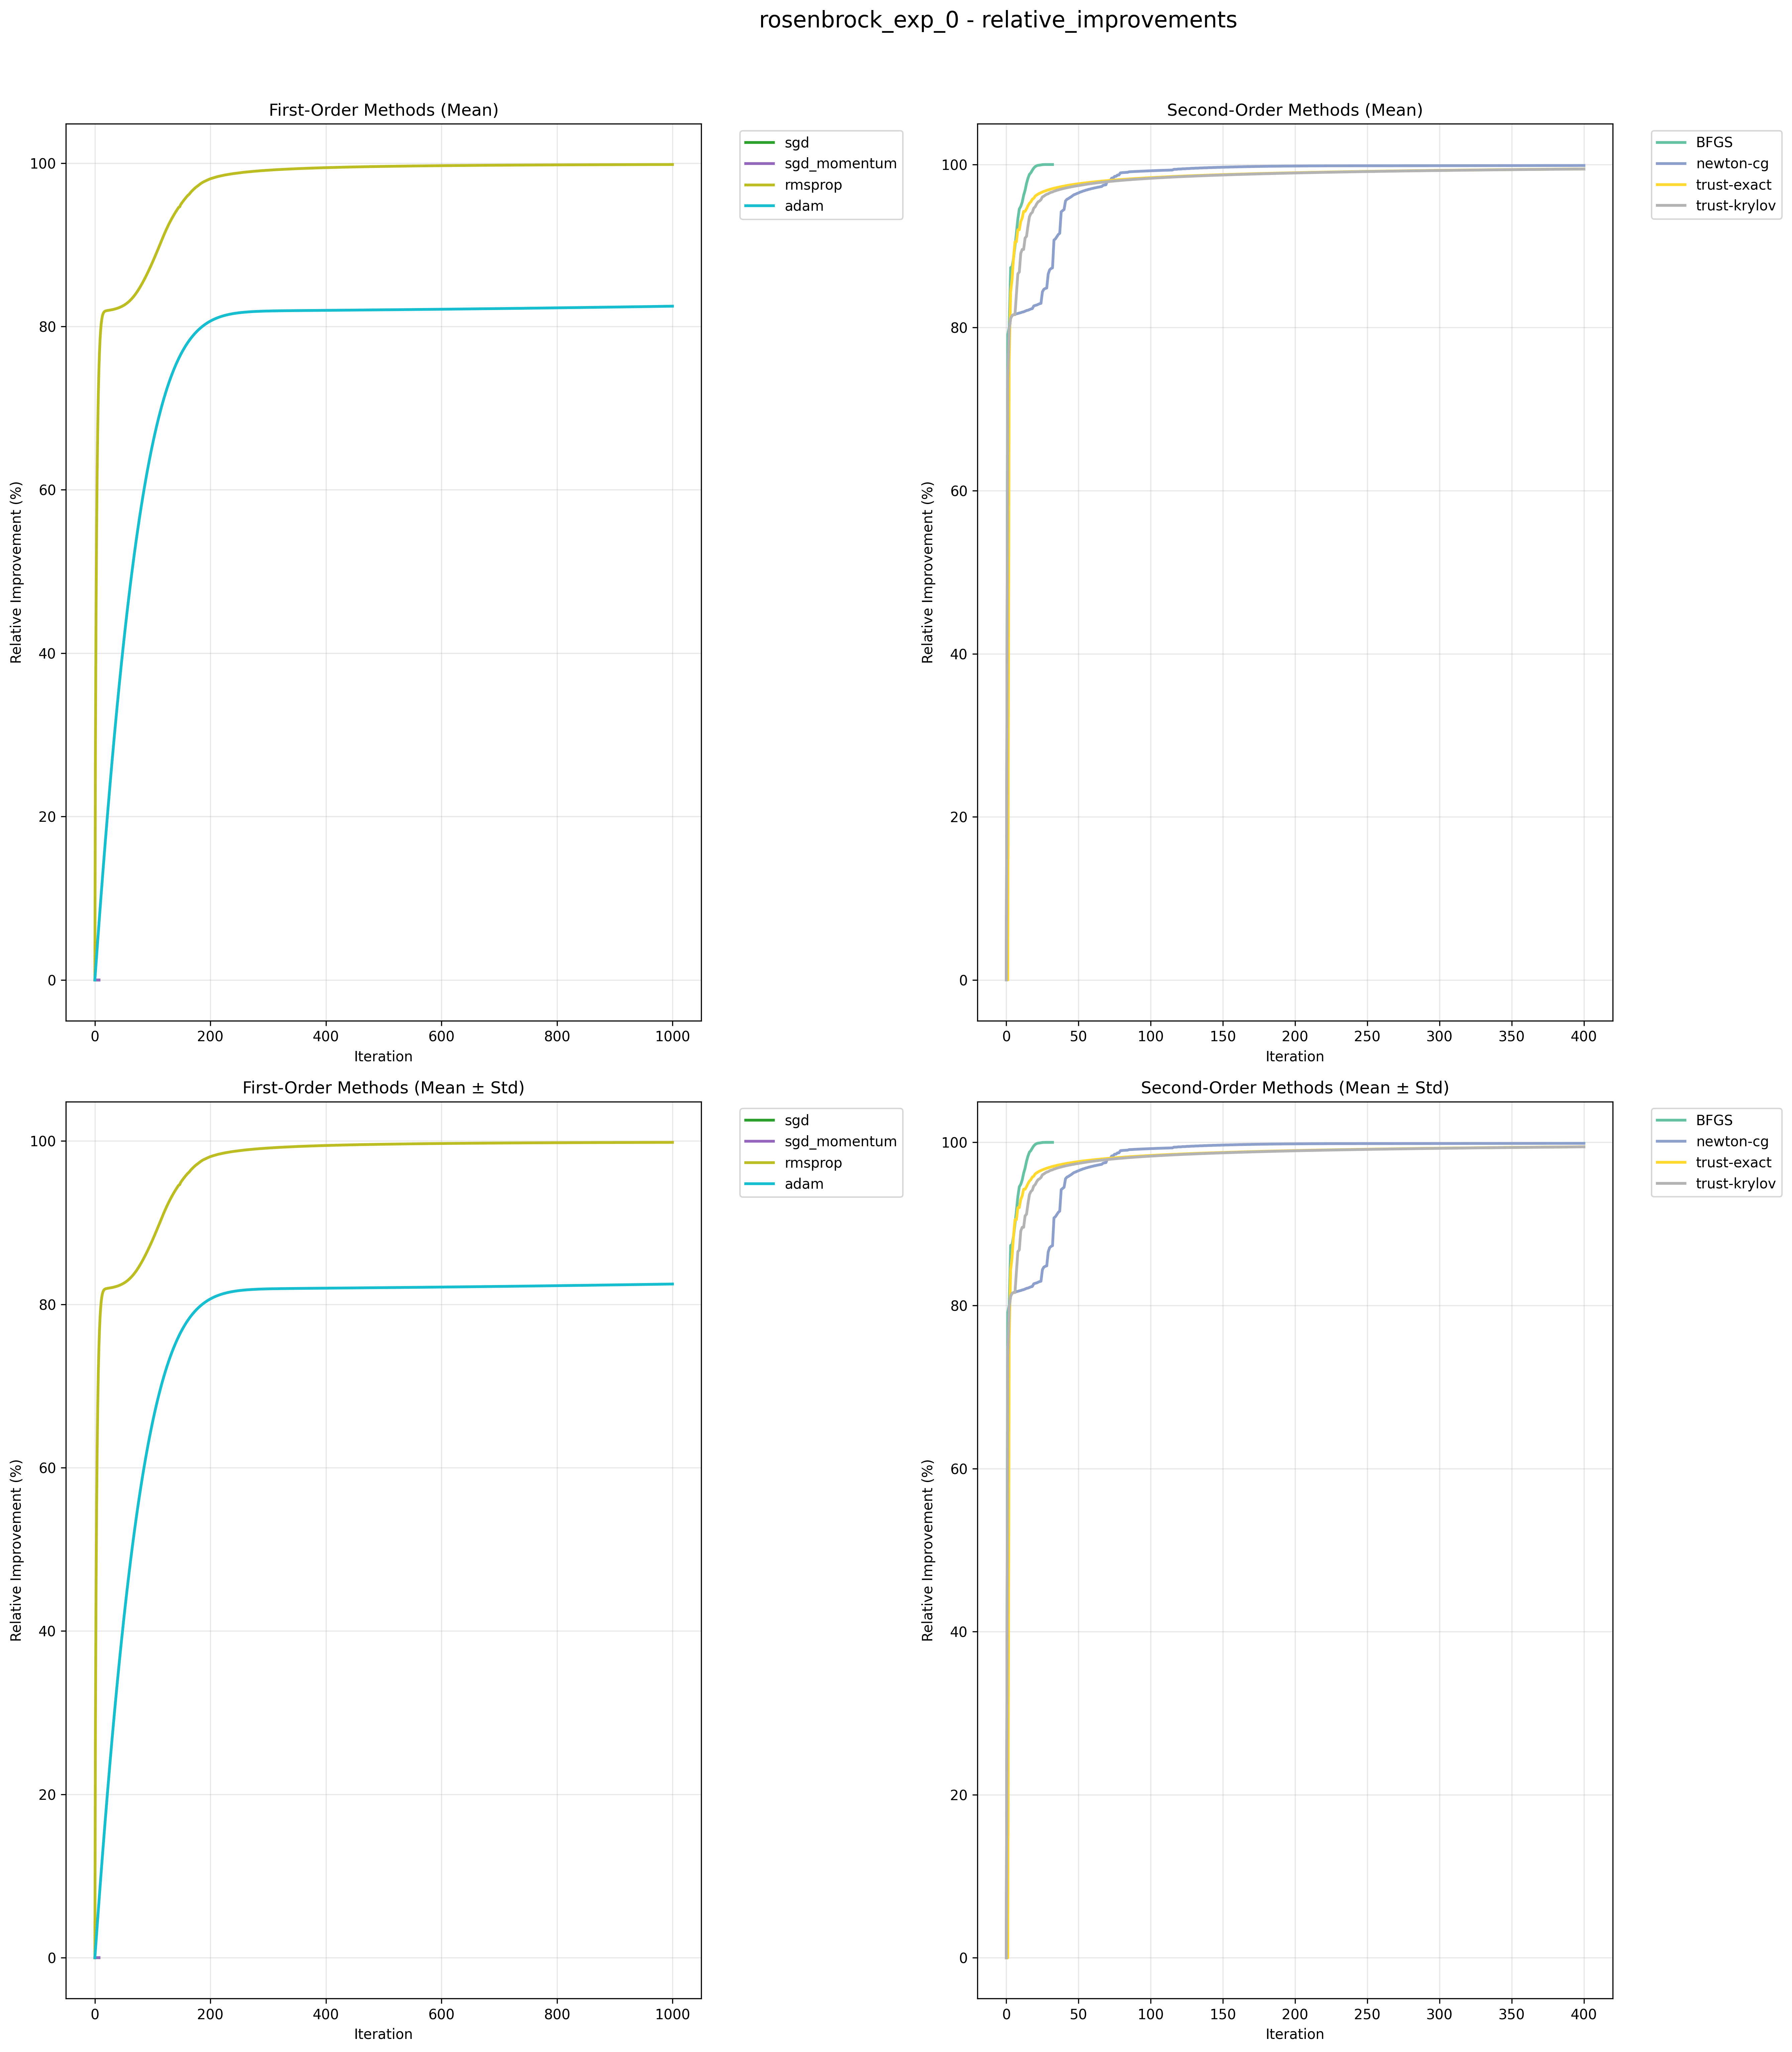 rosenbrock_exp_0 - relative_improvements
First-Order Methods (Mean)
Relative Improvement (%)
100
80
60
40
20
0
0 200 400 600 800 1000
Iteration
sgd
sgd_momentum
rmsprop
adam
Second-Order Methods (Mean)
Relative Improvement (%)
100
80
60
40
20
0
0 50 100 150 200 250 300 350 400
Iteration
BFGS
newton-cg
trust-exact
trust-krylov
First-Order Methods (Mean ± Std)
Relative Improvement (%)
100
80
60
40
20
0
0 200 400 600 800 1000
Iteration
sgd
sgd_momentum
rmsprop
adam
Second-Order Methods (Mean ± Std)
Relative Improvement (%)
100
80
60
40
20
0
0 50 100 150 200 250 300 350 400
Iteration
BFGS
newton-cg
trust-exact
trust-krylov